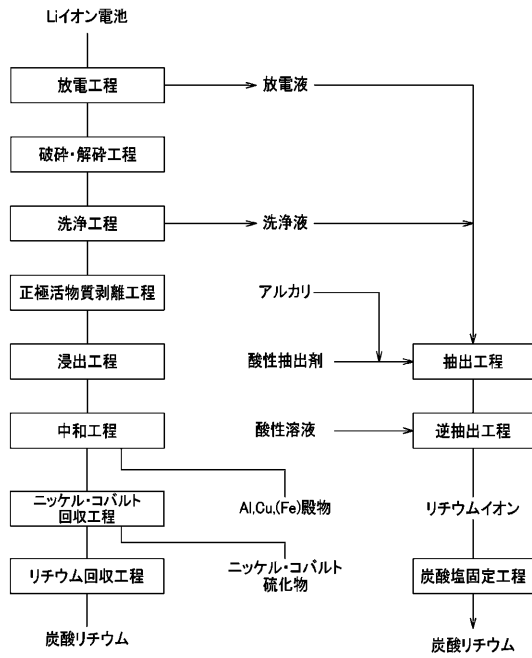 Liイオン電池
放電工程
放電液
破砕・解砕工程
洗浄工程
洗浄液
正極活物質剥離工程
アルカリ
浸出工程
酸性抽出剤
抽出工程
中和工程
酸性溶液
逆抽出工程
ニッケル・コバルト
回収工程
Al,Cu,(Fe)殿物
リチウムイオン
リチウム回収工程
ニッケル・コバルト
硫化物
炭酸塩固定工程
炭酸リチウム
炭酸リチウム